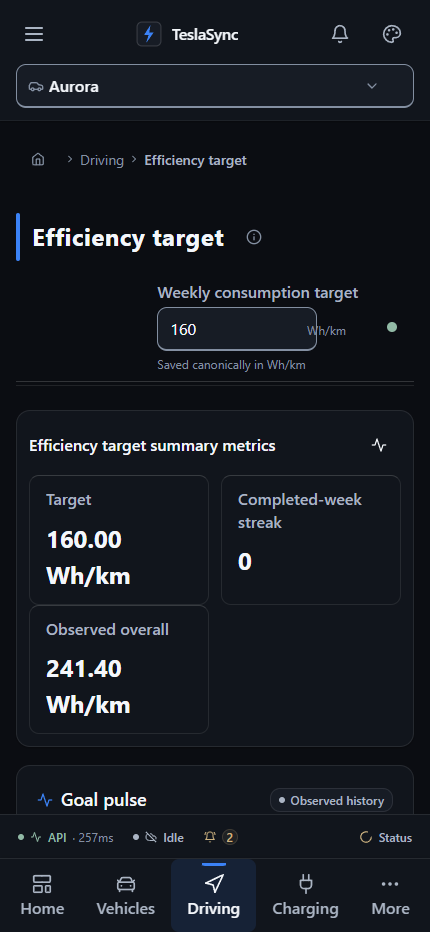 TeslaSync
Aurora
Driving
Efficiency target
Efficiency target
Weekly consumption target
160
Wh/km
Saved canonically in Wh/km
Efficiency target summary metrics
Target
160.00
Wh/km
Completed-week
streak
0
Observed overall
241.40
Wh/km
Goal pulse
Observed history
API · 257ms
Idle
2
Status
Home
Vehicles
Driving
Charging
More